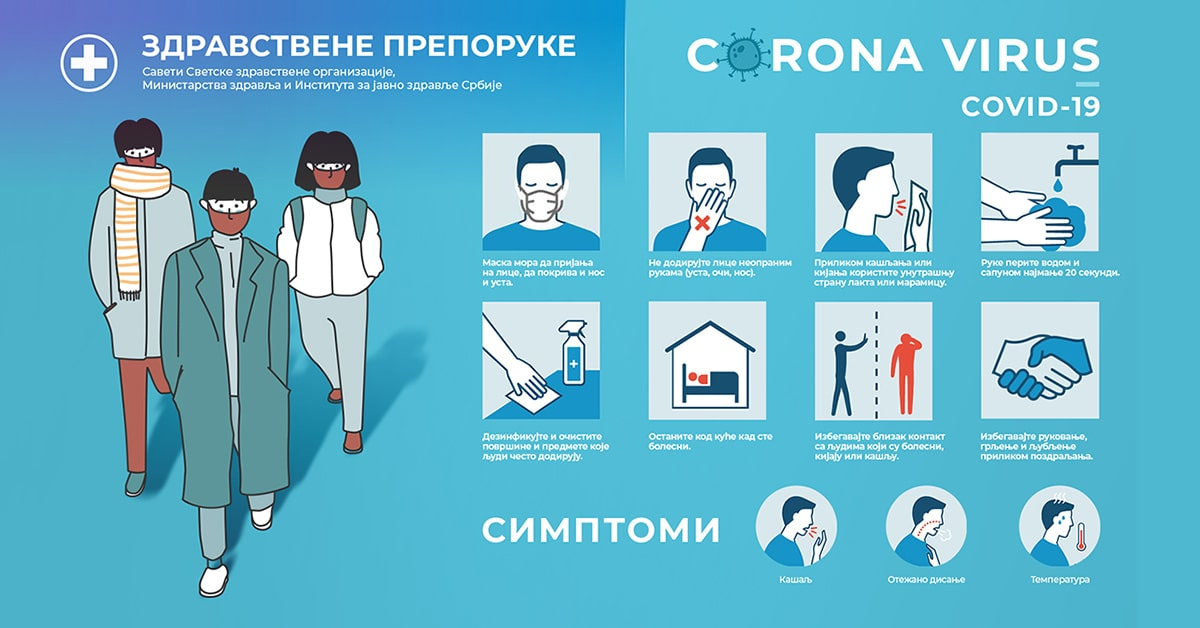 ЗДРАВСТВЕНЕ ПРЕПОРУКЕ
Савети Светске здравствене организације,
Министарства здравља и Института за јавно здравље Србије
CORONA VIRUS
COVID-19
Маска мора да пријања
на лице, да покрива и нос
и уста.
Не додирујте лице неопраним
рукама (уста, очи, нос).
Приликом кашљања или
кијања користите унутрашњу
страну лакта или марамицу.
Руке перите водом и
сапуном најмање 20 секунди.
Дезинфикујте и очистите
површине и предмете које
људи често додирују.
Останите код куће кад сте
болесни.
Избегавајте близак контакт
са људима који су болесни,
кијају или кашљу.
Избегавајте руковање,
грљење и љубљење
приликом поздраљања.
СИМПТОМИ
Кашаљ
Отежано дисање
Температура